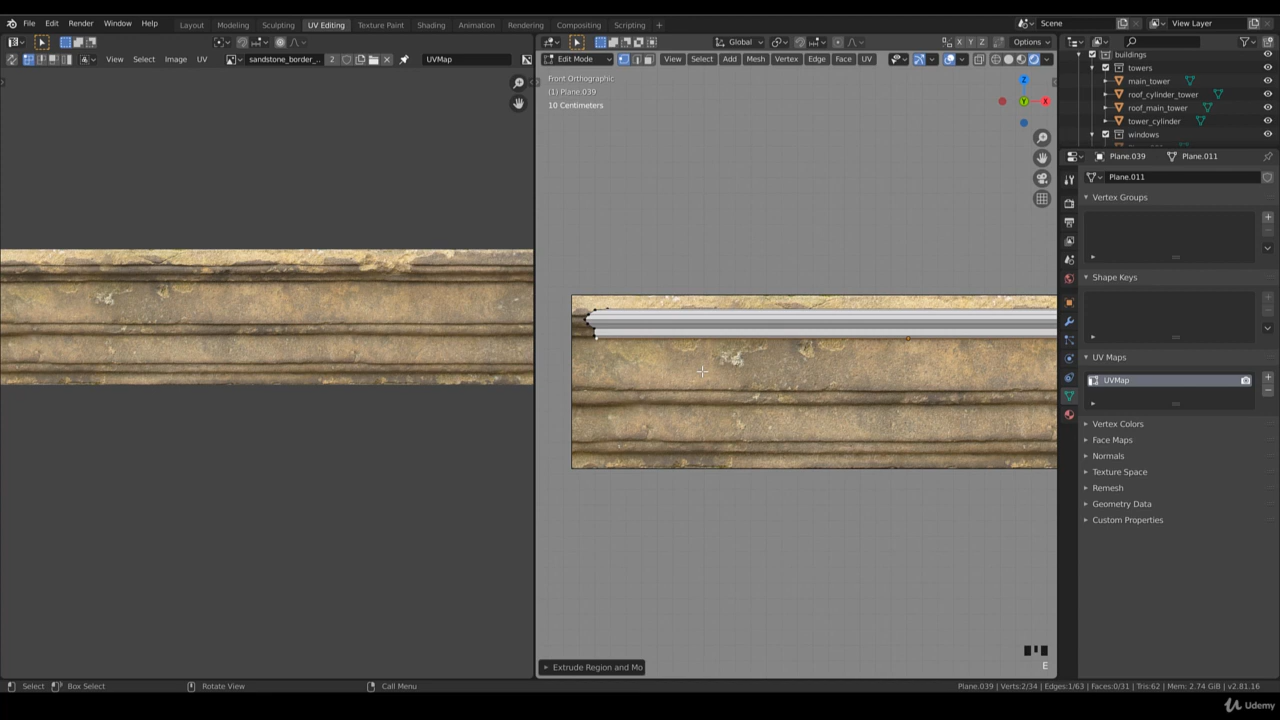 File Edit Render Window Help Layout Modeling Sculpting UV Editing Texture Paint Shading Animation Rendering Compositing Scripting + Scene View Layer
Global X Y Z Options
View Select Image UV sandstone_border_.. 2 UVMap Edit Mode View Select Add Mesh Vertex Edge Face UV
buildings
towers
main_tower
roof_cylinder_tower
roof_main_tower
tower_cylinder
windows
Front Orthographic
(1) Plane.039
10 Centimeters
Z
Y
X
Plane.039 Plane.011
Plane.011
Vertex Groups
Shape Keys
UV Maps
UVMap
Vertex Colors
Face Maps
Normals
Texture Space
Remesh
Geometry Data
Custom Properties
E
Extrude Region and Mo
Select Box Select Rotate View Call Menu Plane.039 | Verts:2/34 | Edges:1/63 | Faces:0/31 | Tris:62 | Mem: 2.74 GiB | v2.81.16
Udemy